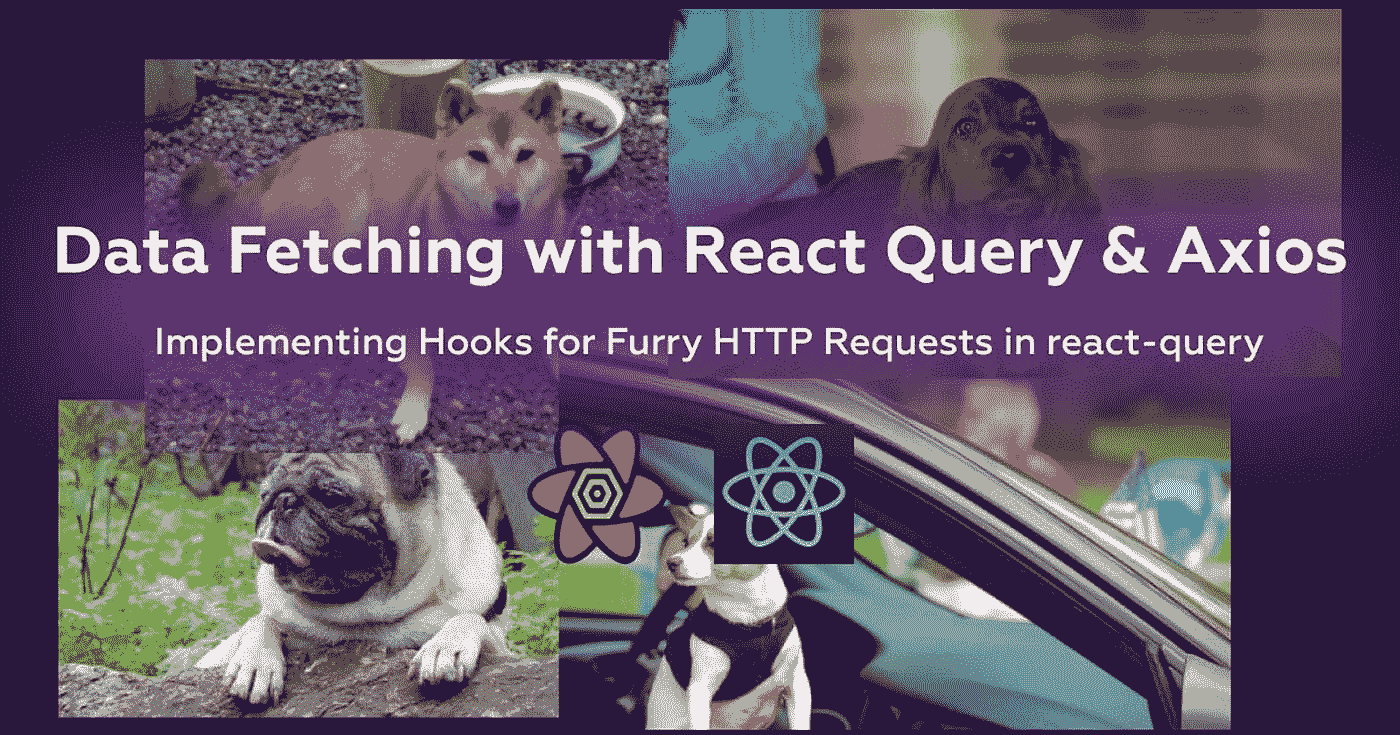 Data Fetching with React Query & Axios
Implementing Hooks for Furry HTTP Requests in react-query